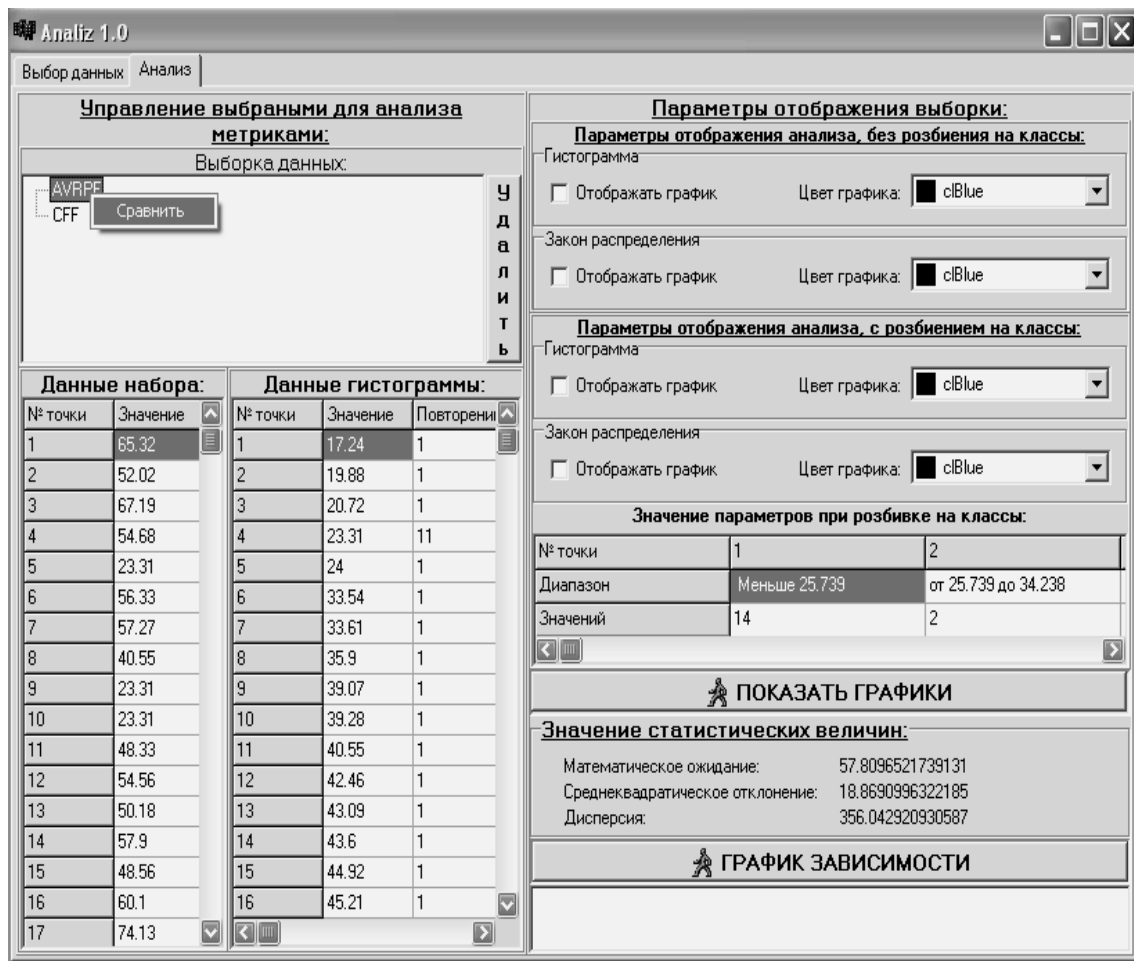 Analiz 1.0
Выбор данных Анализ
Управление выбраными для анализа
метриками:
Выборка данных:
AVRPF
CFF
Сравнить
Удалить
Данные набора:
№ точки Значение
1 65.32
2 52.02
3 67.19
4 54.68
5 23.31
6 56.33
7 57.27
8 40.55
9 23.31
10 23.31
11 48.33
12 54.56
13 50.18
14 57.9
15 48.56
16 60.1
17 74.13
Данные гистограммы:
№ точки Значение Повторени
1 17.24 1
2 19.88 1
3 20.72 1
4 23.31 11
5 24 1
6 33.54 1
7 33.61 1
8 35.9 1
9 39.07 1
10 39.28 1
11 40.55 1
12 42.46 1
13 43.09 1
14 43.6 1
15 44.92 1
16 45.21 1
Параметры отображения выборки:
Параметры отображения анализа, без розбиения на классы:
Гистограмма
Отображать график Цвет графика: clBlue
Закон распределения
Отображать график Цвет графика: clBlue
Параметры отображения анализа, с розбиением на классы:
Гистограмма
Отображать график Цвет графика: clBlue
Закон распределения
Отображать график Цвет графика: clBlue
Значение параметров при розбивке на классы:
№ точки 1 2
Диапазон Меньше 25.739 от 25.739 до 34.238
Значений 14 2
ПОКАЗАТЬ ГРАФИКИ
Значение статистических величин:
Математическое ожидание: 57.8096521739131
Среднеквадратическое отклонение: 18.8690996322185
Дисперсия: 356.042920930587
ГРАФИК ЗАВИСИМОСТИ